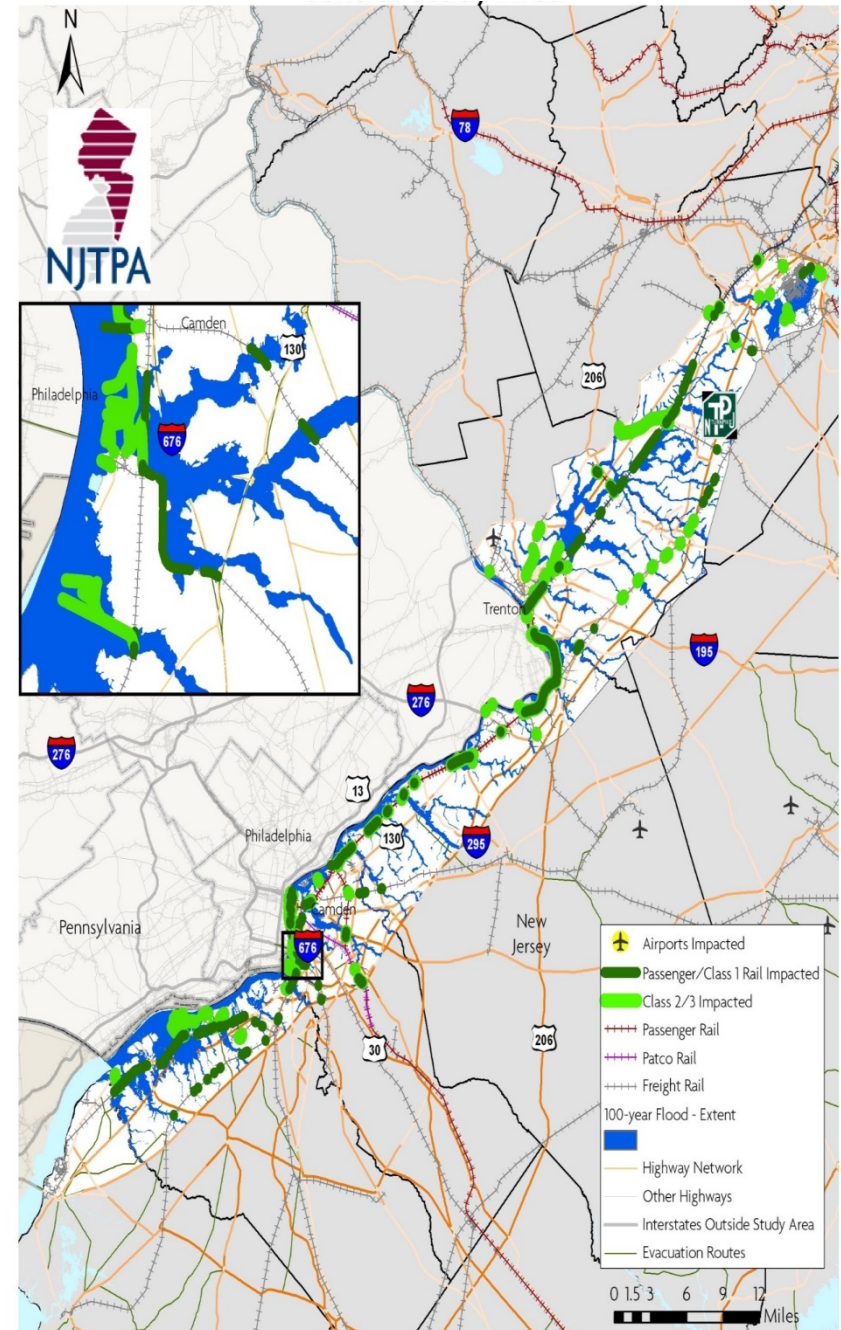 N
NJTPA
78
Camden
130
Philadelphia
676
206
Trenton
195
276
276
13
Philadelphia
130
295
Camden
Pennsylvania
676
New
Jersey
30
206
Airports Impacted
Passenger/Class 1 Rail Impacted
Class 2/3 Impacted
Passenger Rail
Patco Rail
Freight Rail
100-year Flood - Extent
Highway Network
Other Highways
Interstates Outside Study Area
Evacuation Routes
0 1.5 3 6 9 12
Miles